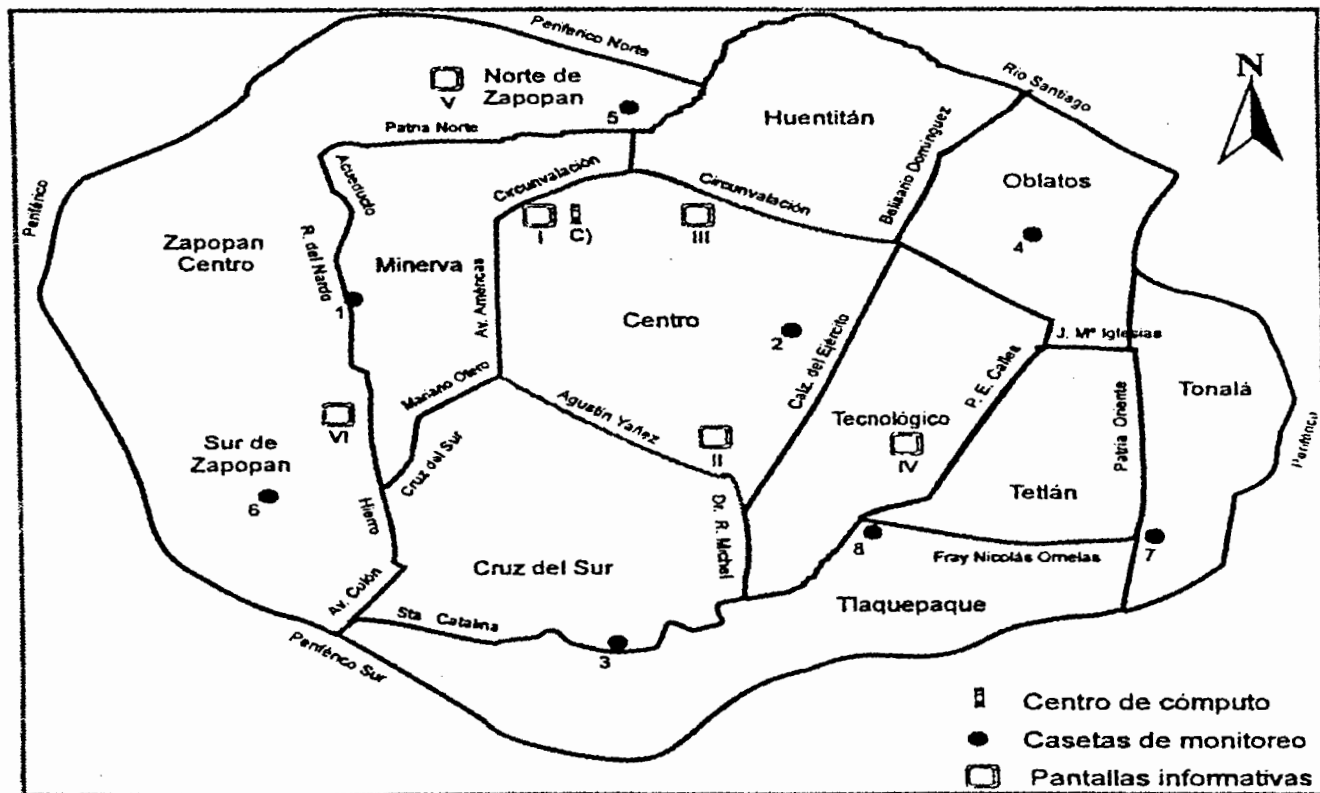 Periferico Norte
Norte de
Zapopan
V
5
Patria Norte
Huentitán
Rio Santiago
N
Acueducto
Circunvalación
Circunvalación
Belisario Dominguez
Oblatos
4
Periférico
Zapopan
Centro
R. del Nardo
Minerva
I
C)
III
1
Av. Américas
Centro
2
Calz. del Ejército
J. Mª Iglesias
P. E. Calles
Tonalá
Mariano Otero
Agustín Yañez
Tecnológico
Patria Oriente
Periférico
VI
Sur de
Zapopan
6
Cruz del Sur
II
IV
Tetlán
Hierro
Dr. R. Michel
8
Fray Nicolás Ornelas
7
Cruz del Sur
Av. Colón
Sta. Catalina
Tlaquepaque
3
Periférico Sur
Centro de cómputo
Casetas de monitoreo
Pantallas informativas